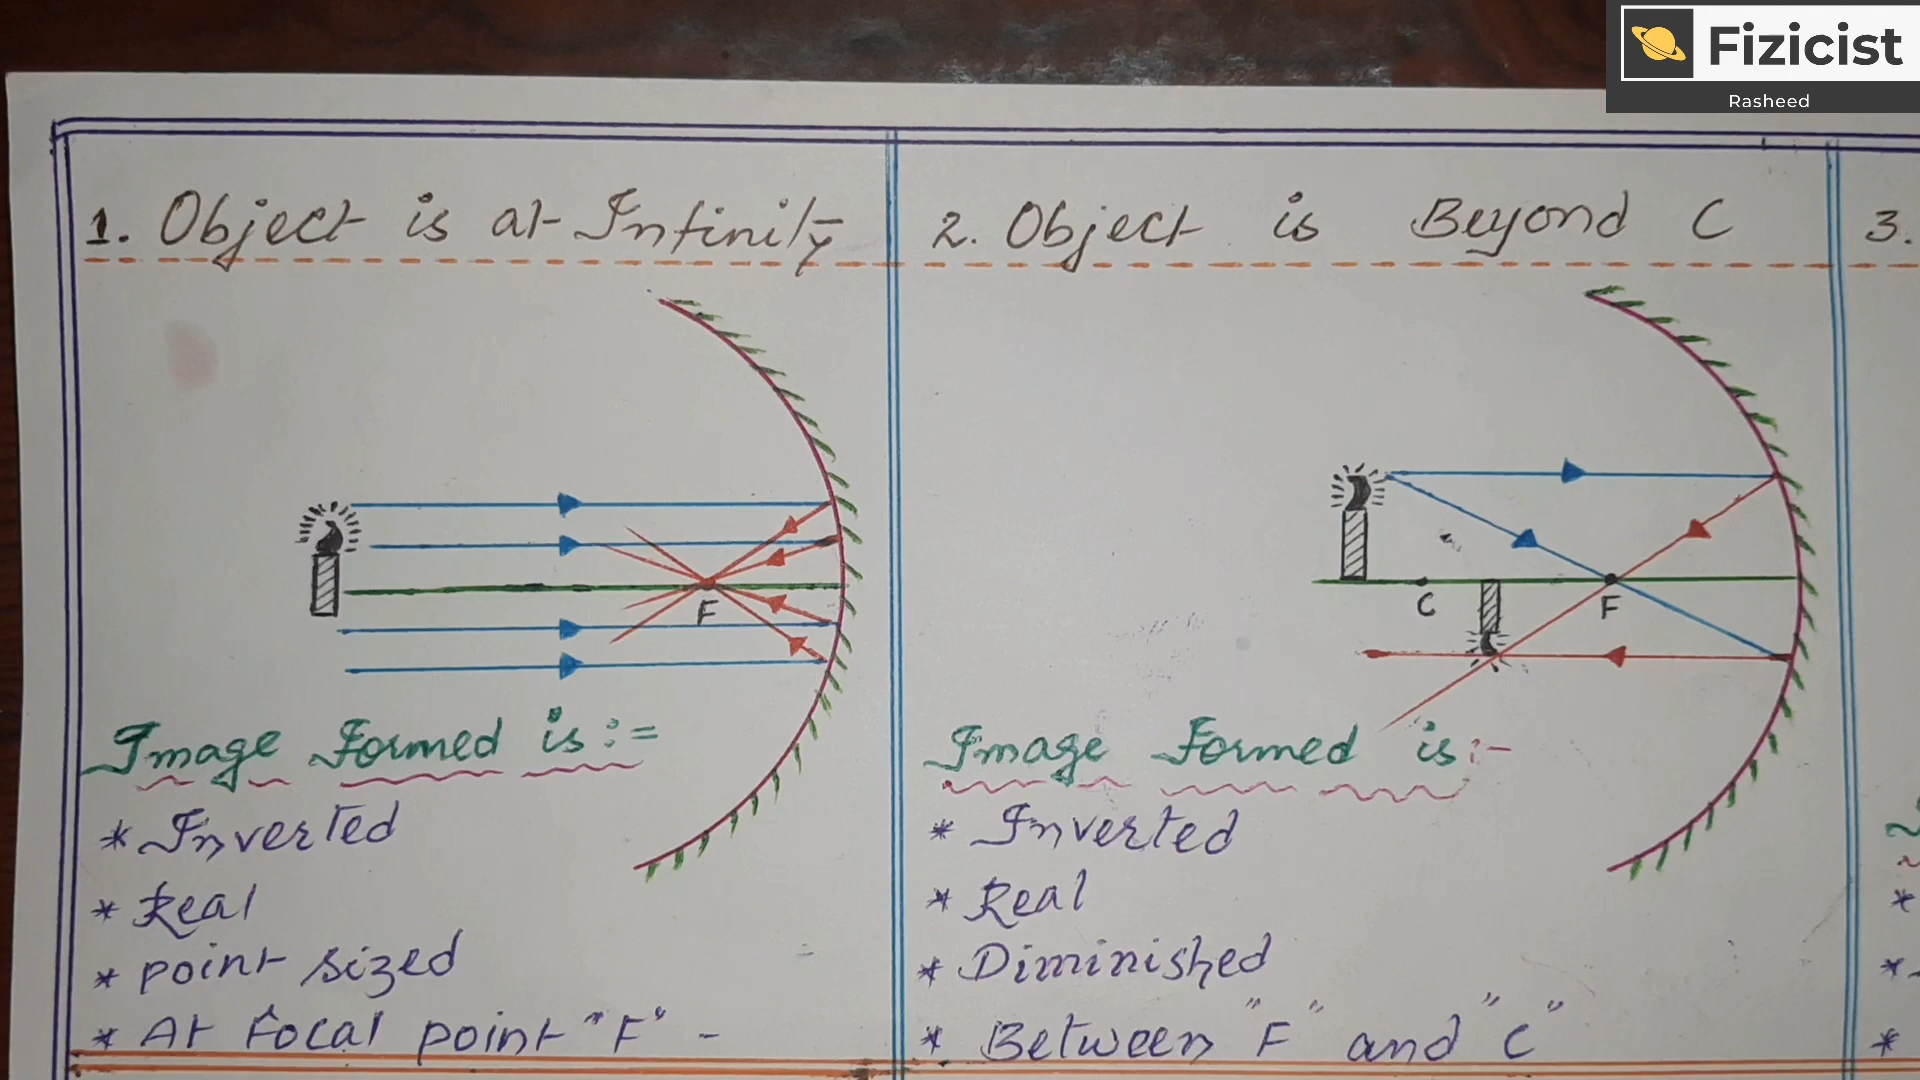 Fizicist
Rasheed
1. Object is at Infinity
F
Image Formed is:=
* Inverted
* Real
* point sized
* At Focal point "F" -
2. Object is Beyond C
C
F
Image Formed is:-
* Inverted
* Real
* Diminished
* Between "F" and "C"
3.
*
*
*